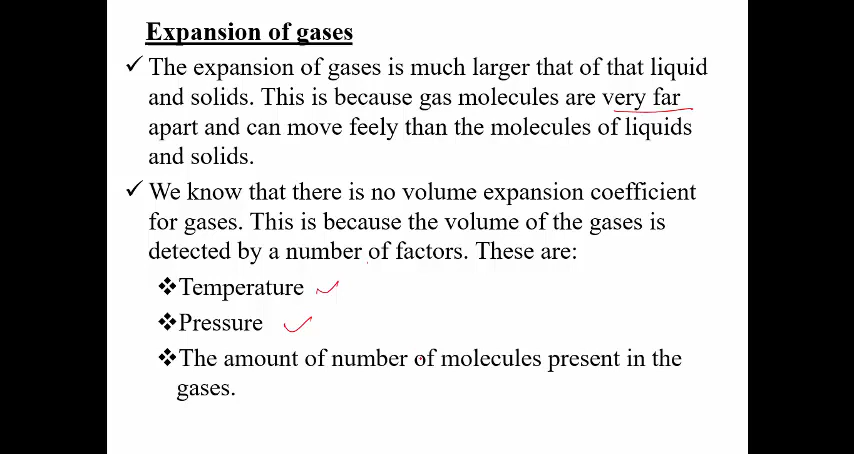 Expansion of gases
✓ The expansion of gases is much larger that of that liquid
and solids. This is because gas molecules are very far
apart and can move feely than the molecules of liquids
and solids.
✓ We know that there is no volume expansion coefficient
for gases. This is because the volume of the gases is
detected by a number of factors. These are:
❖Temperature
❖Pressure
❖The amount of number of molecules present in the
gases.